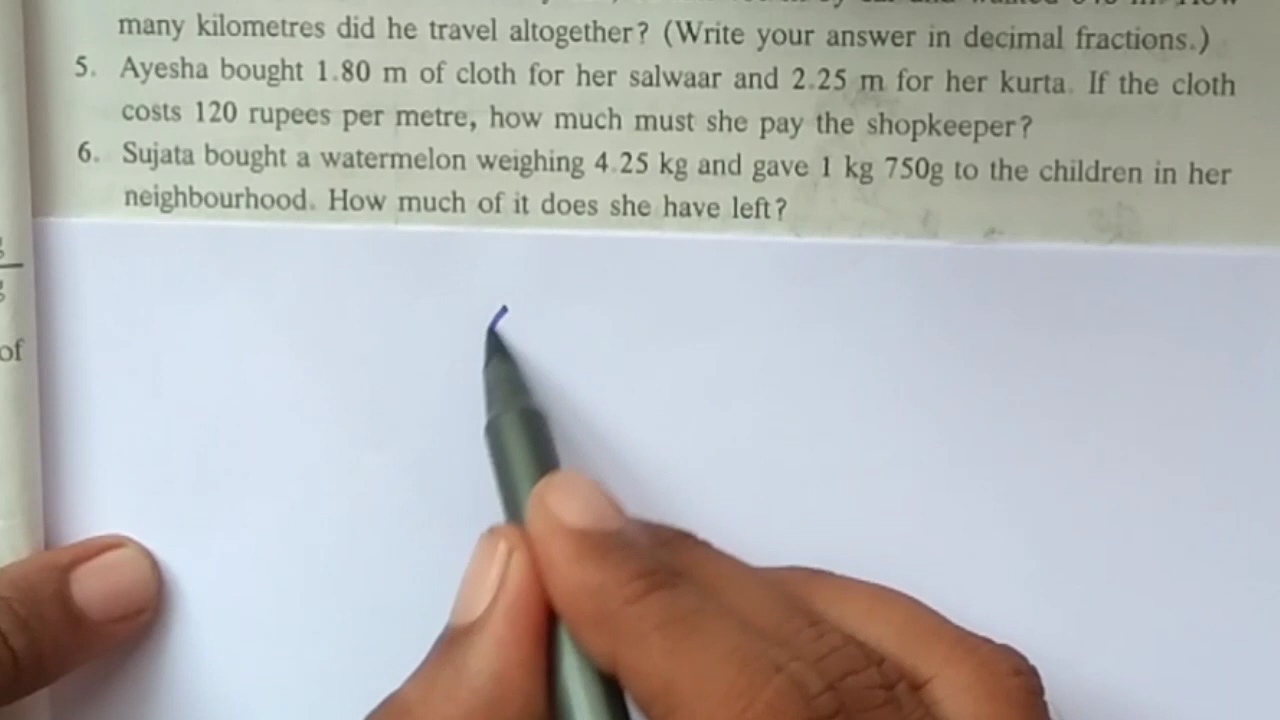 many kilometres did he travel altogether? (Write your answer in decimal fractions.)
5. Ayesha bought 1.80 m of cloth for her salwaar and 2.25 m for her kurta. If the cloth
costs 120 rupees per metre, how much must she pay the shopkeeper?
6. Sujata bought a watermelon weighing 4.25 kg and gave 1 kg 750g to the children in her
neighbourhood. How much of it does she have left?
of